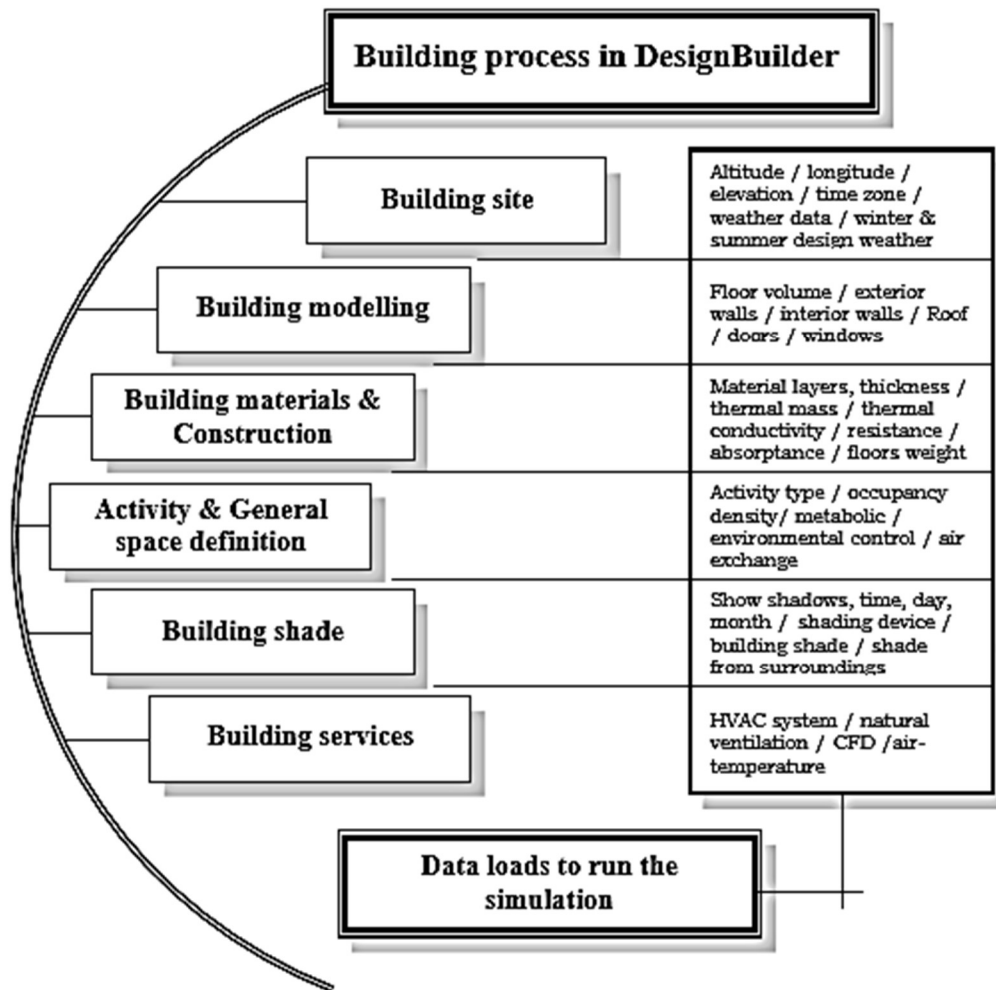 Building process in DesignBuilder
Building site
Altitude / longitude /
elevation / time zone /
weather data / winter &
summer design weather
Building modelling
Floor volume / exterior
walls / interior walls / Roof
/ doors / windows
Building materials &
Construction
Material layers, thickness /
thermal mass / thermal
conductivity / resistance /
absorptance / floors weight
Activity & General
space definition
Activity type / occupancy
density/ metabolic /
environmental control / air
exchange
Building shade
Show shadows, time, day,
month / shading device /
building shade / shade
from surroundings
Building services
HVAC system / natural
ventilation / CFD /air-
temperature
Data loads to run the
simulation